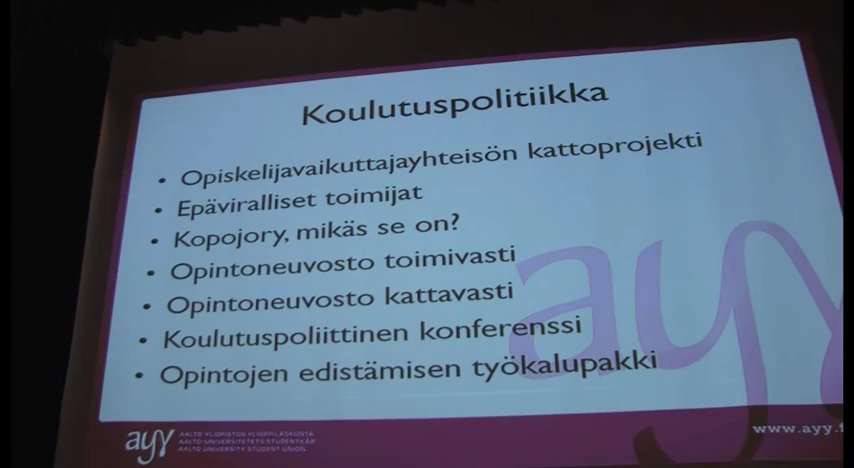 Koulutuspolitiikka
• Opiskelijavaikuttajayhteisön kattoprojekti
• Epäviralliset toimijat
• Kopojory, mikäs se on?
• Opintoneuvosto toimivasti
• Opintoneuvosto kattavasti
• Koulutuspoliittinen konferenssi
• Opintojen edistämisen työkalupakki
ayy
ayy
AALTO-YLIOPISTON YLIOPPILASKUNTA
AALTO-UNIVERSITETETS STUDENTKÅR
AALTO UNIVERSITY STUDENT UNION
www.ayy.f